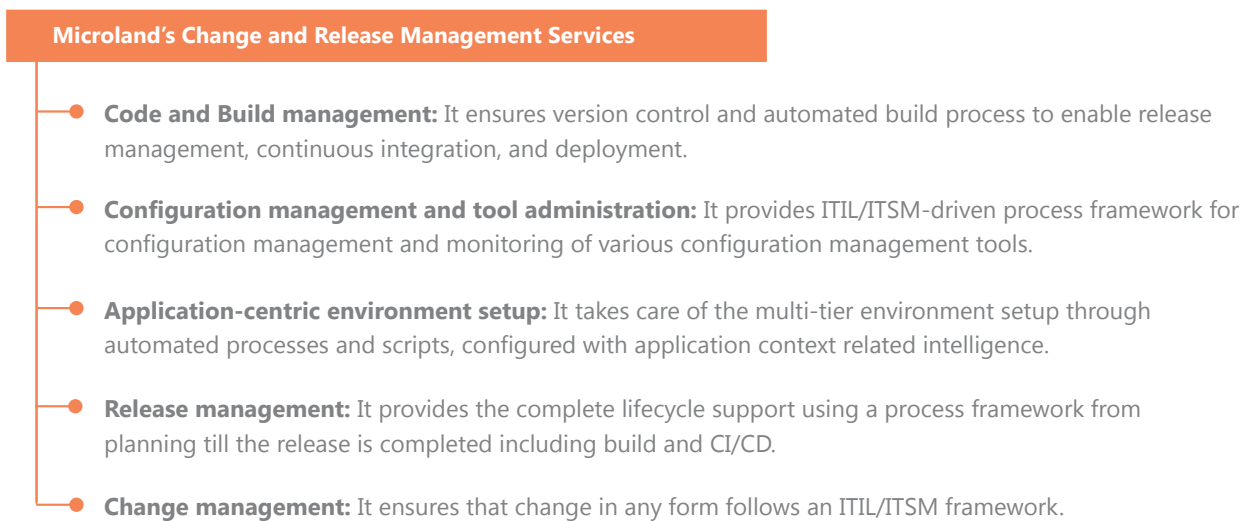 Microland’s Change and Release Management Services
Code and Build management: It ensures version control and automated build process to enable release
management, continuous integration, and deployment.
Configuration management and tool administration: It provides ITIL/ITSM-driven process framework for
configuration management and monitoring of various configuration management tools.
Application-centric environment setup: It takes care of the multi-tier environment setup through
automated processes and scripts, configured with application context related intelligence.
Release management: It provides the complete lifecycle support using a process framework from
planning till the release is completed including build and CI/CD.
Change management: It ensures that change in any form follows an ITIL/ITSM framework.